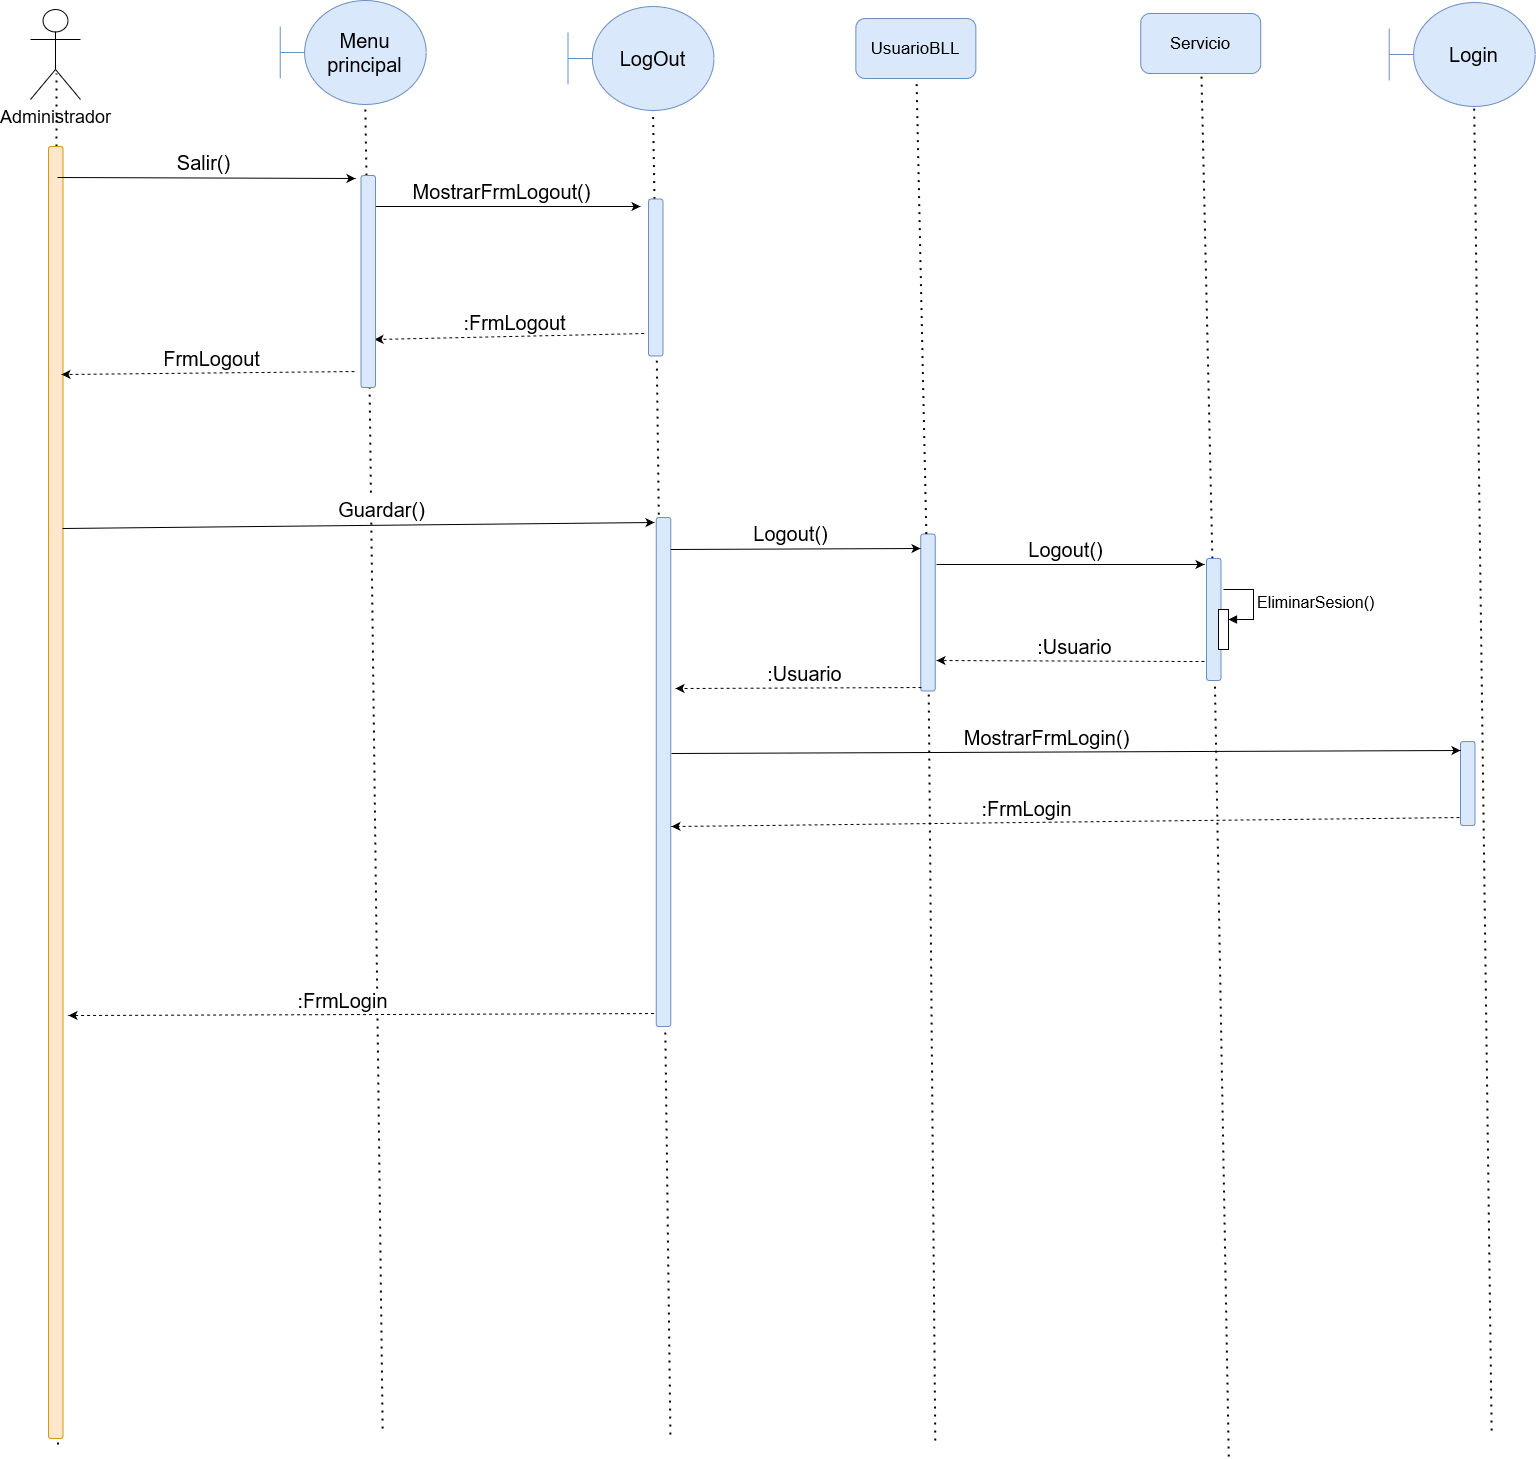 Menu
principal
LogOut
UsuarioBLL
Servicio
Login
Administrador
Salir()
MostrarFrmLogout()
:FrmLogout
FrmLogout
Guardar()
Logout()
Logout()
EliminarSesion()
:Usuario
:Usuario
MostrarFrmLogin()
:FrmLogin
:FrmLogin